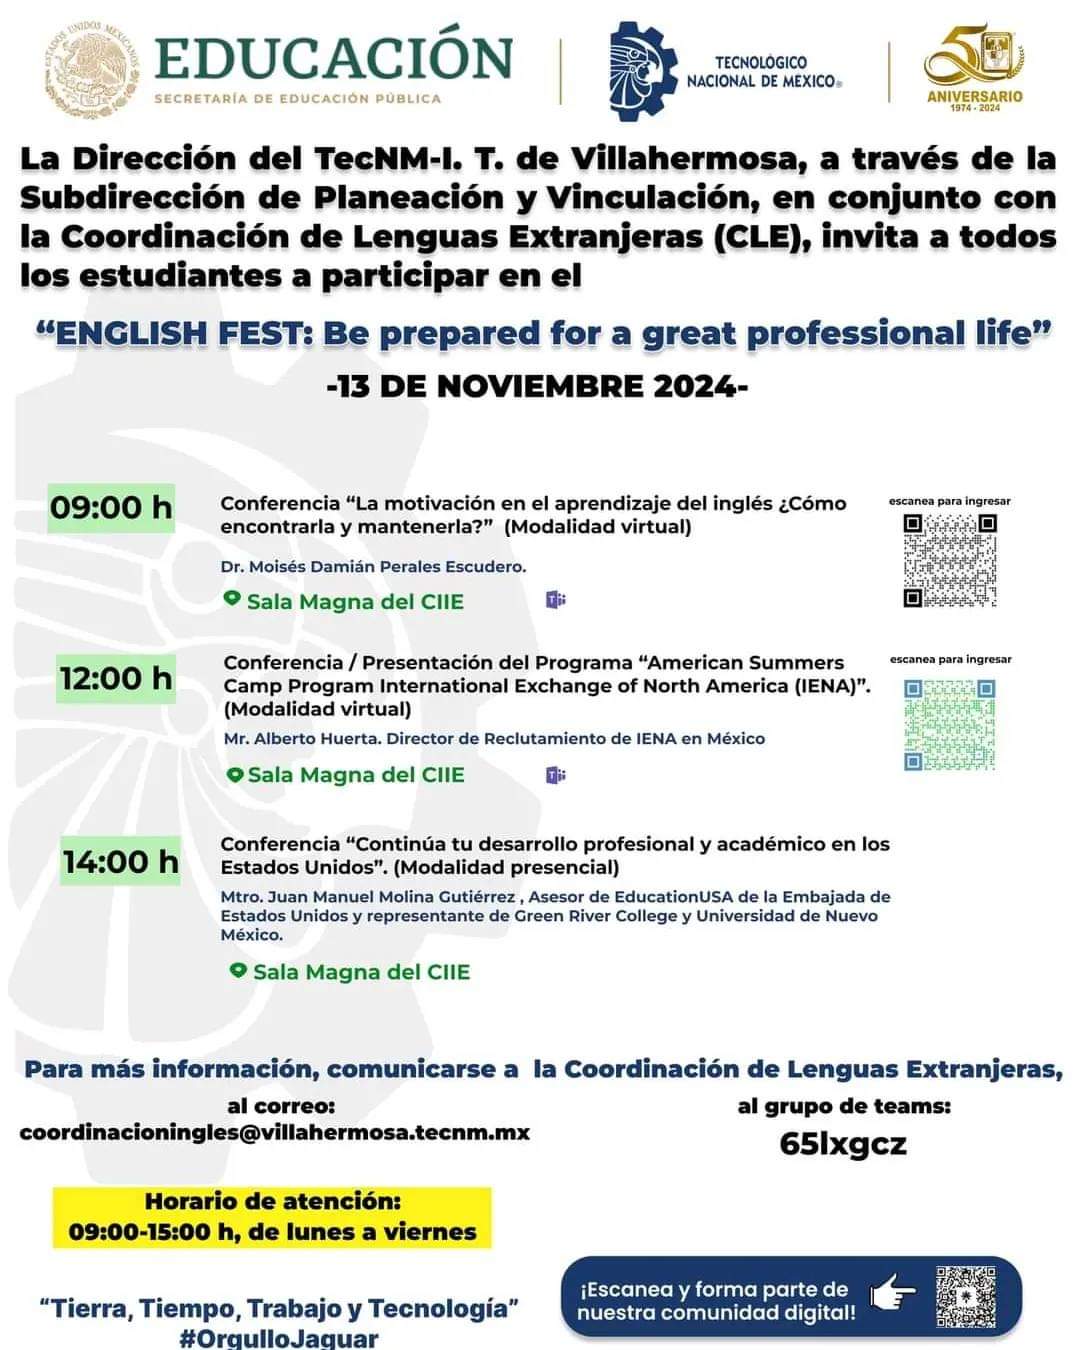 ESTADOS UNIDOS MEXICANOS
EDUCACIÓN
SECRETARÍA DE EDUCACIÓN PÚBLICA
TECNOLÓGICO
NACIONAL DE MEXICO®
50
ANIVERSARIO
1974 - 2024
La Dirección del TecNM-I. T. de Villahermosa, a través de la
Subdirección de Planeación y Vinculación, en conjunto con
la Coordinación de Lenguas Extranjeras (CLE), invita a todos
los estudiantes a participar en el
“ENGLISH FEST: Be prepared for a great professional life”
-13 DE NOVIEMBRE 2024-
09:00 h
Conferencia “La motivación en el aprendizaje del inglés ¿Cómo
encontrarla y mantenerla?” (Modalidad virtual)
Dr. Moisés Damián Perales Escudero.
Sala Magna del CIIE
escanea para ingresar
12:00 h
Conferencia / Presentación del Programa “American Summers
Camp Program International Exchange of North America (IENA)”.
(Modalidad virtual)
Mr. Alberto Huerta. Director de Reclutamiento de IENA en México
Sala Magna del CIIE
escanea para ingresar
14:00 h
Conferencia “Continúa tu desarrollo profesional y académico en los
Estados Unidos”. (Modalidad presencial)
Mtro. Juan Manuel Molina Gutiérrez , Asesor de EducationUSA de la Embajada de
Estados Unidos y representante de Green River College y Universidad de Nuevo
México.
Sala Magna del CIIE
Para más información, comunicarse a la Coordinación de Lenguas Extranjeras,
al correo:
coordinacioningles@villahermosa.tecnm.mx
al grupo de teams:
65lxgcz
Horario de atención:
09:00-15:00 h, de lunes a viernes
“Tierra, Tiempo, Trabajo y Tecnología”
#OrgulloJaguar
¡Escanea y forma parte de
nuestra comunidad digital!